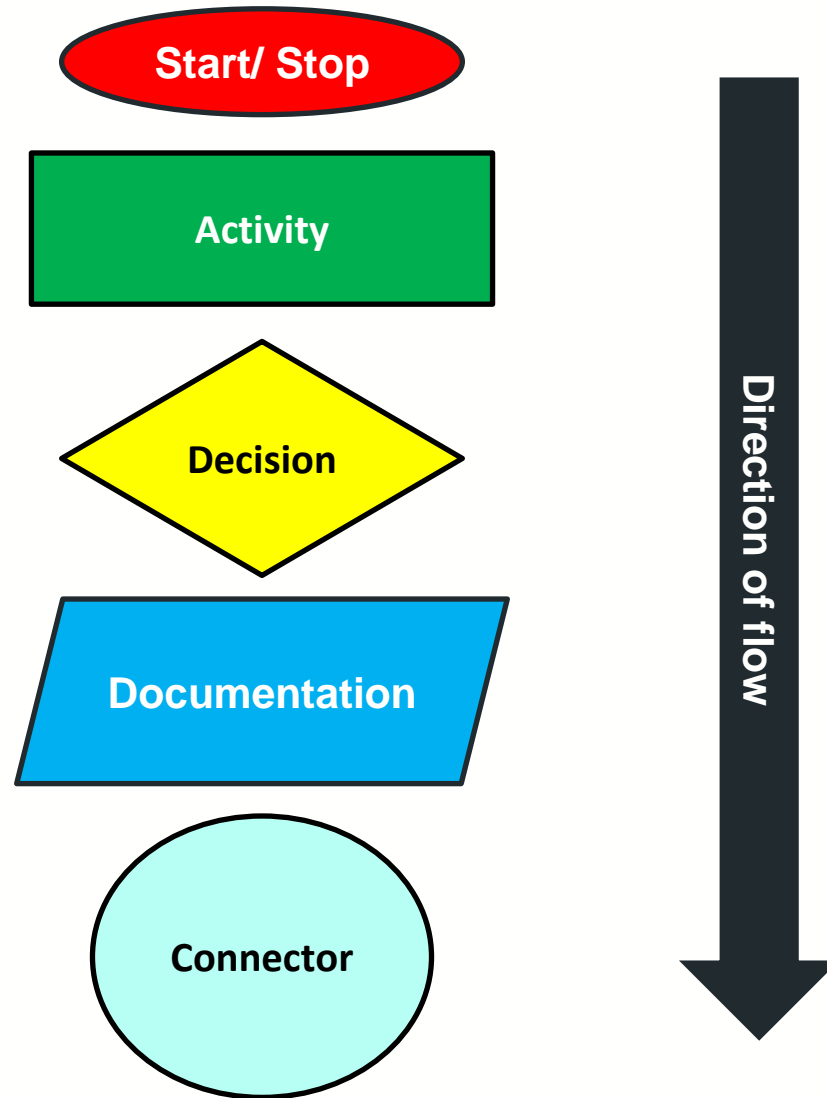 Start/ Stop
Activity
Decision
Documentation
Connector
Direction of flow